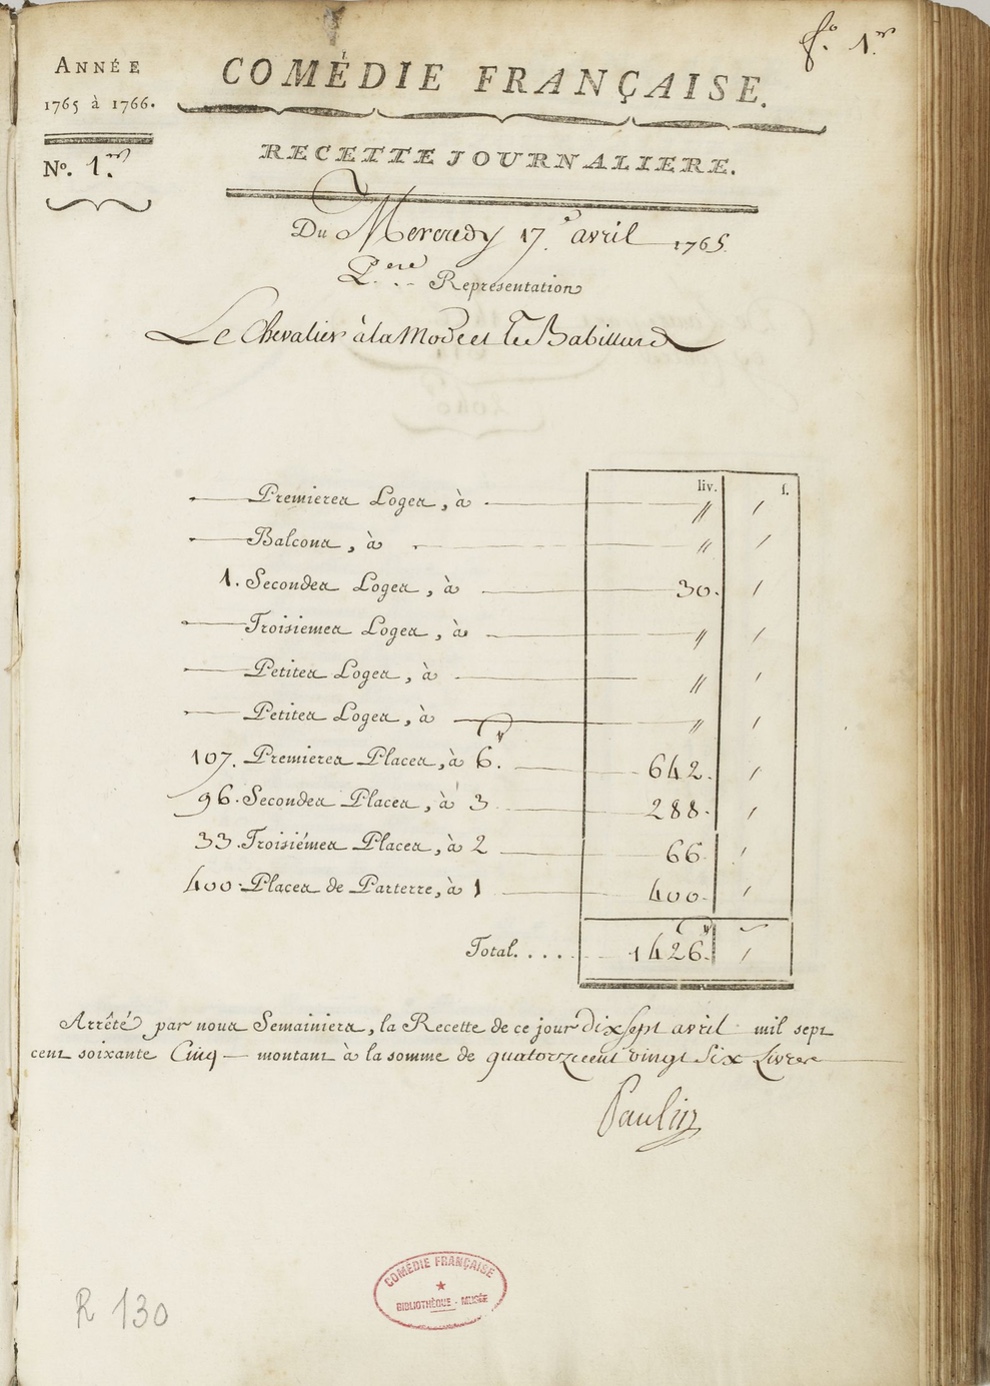 fo. 1.er
ANNÉE
1765 à 1766.
No. 1.er
COMÉDIE FRANÇAISE.
RECETTE JOURNALIERE.
Du Mercredy 17. avril 1765.
Representation
Le Chevalier à la Mode et le Babillard
liv. s.
Premieres Loges, à // /
Balcons, à // /
1. Secondes Loges, à 30. /
Troisiemes Loges, à // /
Petites Loges, à // /
Petites Loges, à // /
107. Premieres Places, à 6. 642. /
96. Secondes Places, à 3 288. /
33. Troisiémes Places, à 2 66. /
400. Places de Parterre, à 1 400. /
Total. . . . . 1426. /
Arrêté par nous Semainiers, la Recette de ce jour dix sept avril mil sept
cent soixante Cinq — montant à la somme de quatorze cent vingt Six Livres
Paulin
COMÉDIE FRANÇAISE
BIBLIOTHÈQUE - MUSÉE
R 130